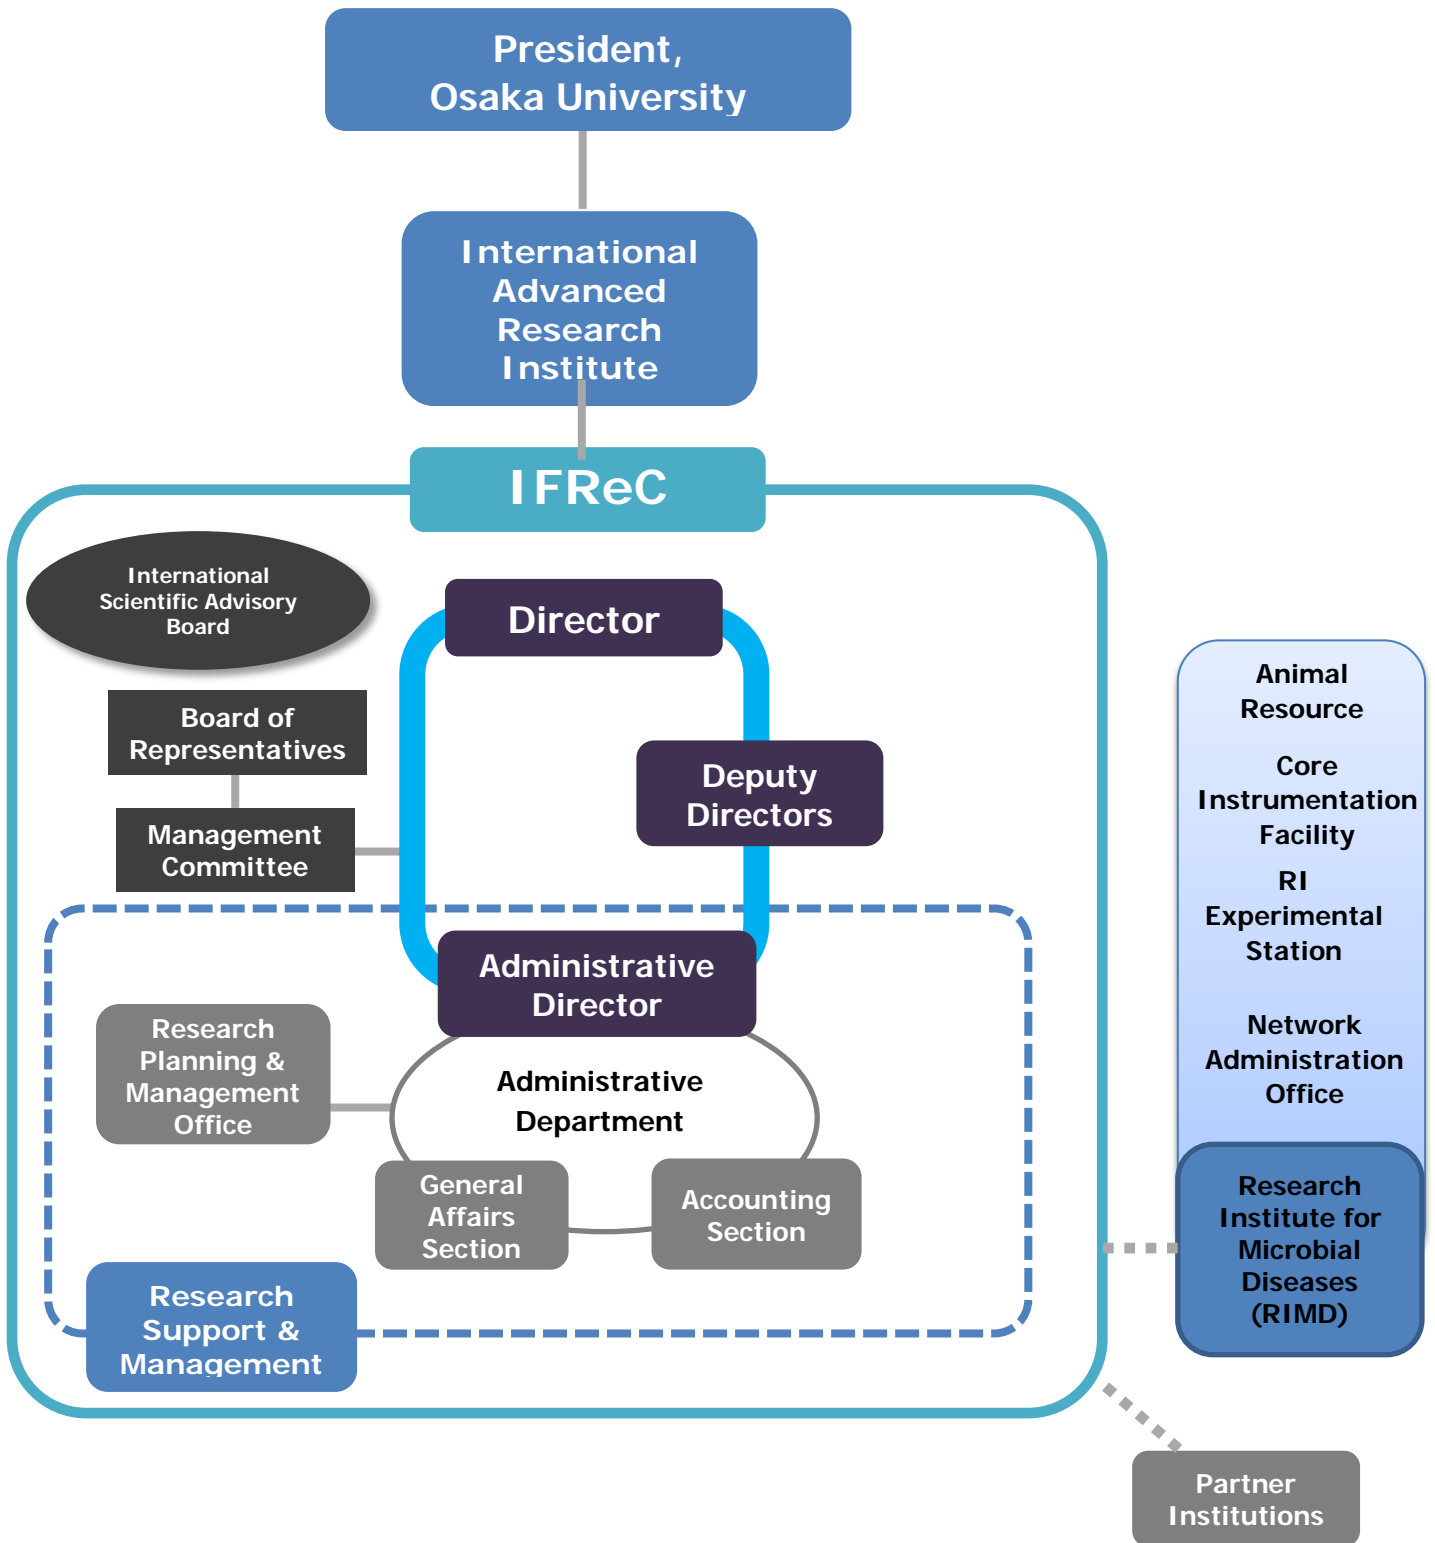 President,
Osaka University
International
Advanced
Research
Institute
IFReC
International
Scientific Advisory
Board
Director
Board of
Representatives
Deputy
Directors
Management
Committee
Administrative
Director
Research
Planning &
Management
Office
Administrative
Department
General
Affairs
Section
Accounting
Section
Research
Support &
Management
Animal
Resource
Core
Instrumentation
Facility
RI
Experimental
Station
Network
Administration
Office
Research
Institute for
Microbial
Diseases
(RIMD)
Partner
Institutions